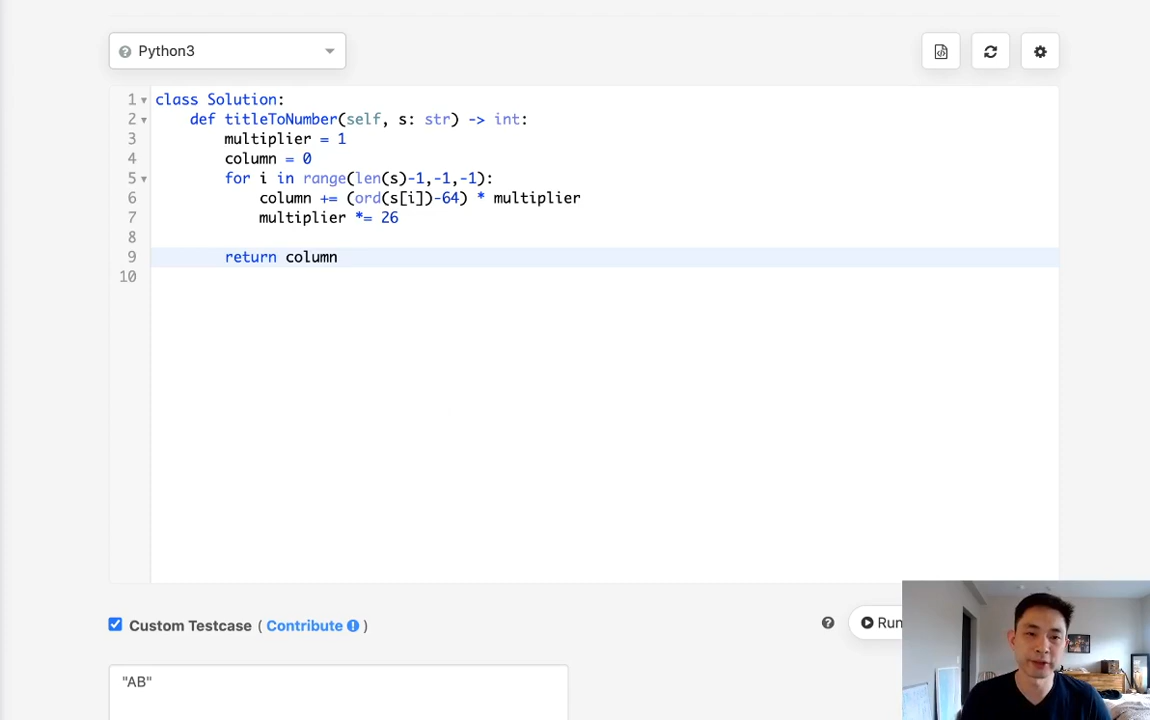 Python3
1 class Solution:
2 def titleToNumber(self, s: str) -> int:
3 multiplier = 1
4 column = 0
5 for i in range(len(s)-1,-1,-1):
6 column += (ord(s[i])-64) * multiplier
7 multiplier *= 26
8
9 return column
10
Custom Testcase ( Contribute )
Run
"AB"